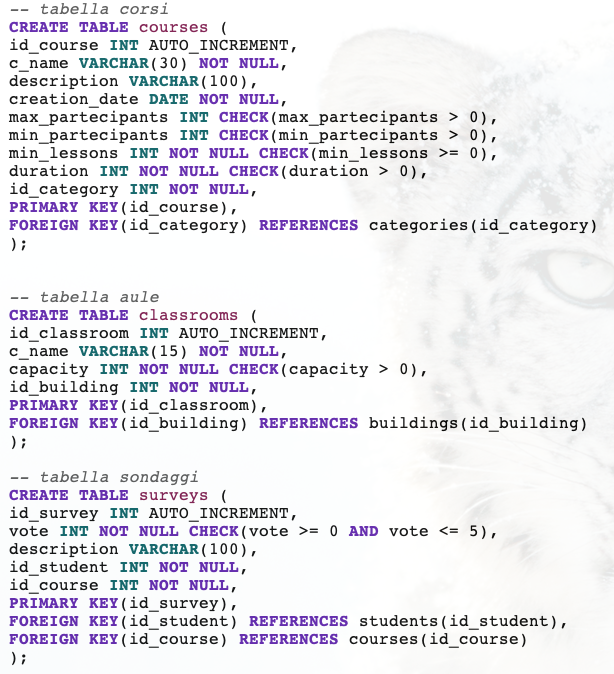 -- tabella corsi
CREATE TABLE courses (
id_course INT AUTO_INCREMENT,
c_name VARCHAR(30) NOT NULL,
description VARCHAR(100),
creation_date DATE NOT NULL,
max_partecipants INT CHECK(max_partecipants > 0),
min_partecipants INT CHECK(min_partecipants > 0),
min_lessons INT NOT NULL CHECK(min_lessons >= 0),
duration INT NOT NULL CHECK(duration > 0),
id_category INT NOT NULL,
PRIMARY KEY(id_course),
FOREIGN KEY(id_category) REFERENCES categories(id_category)
);
-- tabella aule
CREATE TABLE classrooms (
id_classroom INT AUTO_INCREMENT,
c_name VARCHAR(15) NOT NULL,
capacity INT NOT NULL CHECK(capacity > 0),
id_building INT NOT NULL,
PRIMARY KEY(id_classroom),
FOREIGN KEY(id_building) REFERENCES buildings(id_building)
);
-- tabella sondaggi
CREATE TABLE surveys (
id_survey INT AUTO_INCREMENT,
vote INT NOT NULL CHECK(vote >= 0 AND vote <= 5),
description VARCHAR(100),
id_student INT NOT NULL,
id_course INT NOT NULL,
PRIMARY KEY(id_survey),
FOREIGN KEY(id_student) REFERENCES students(id_student),
FOREIGN KEY(id_course) REFERENCES courses(id_course)
);